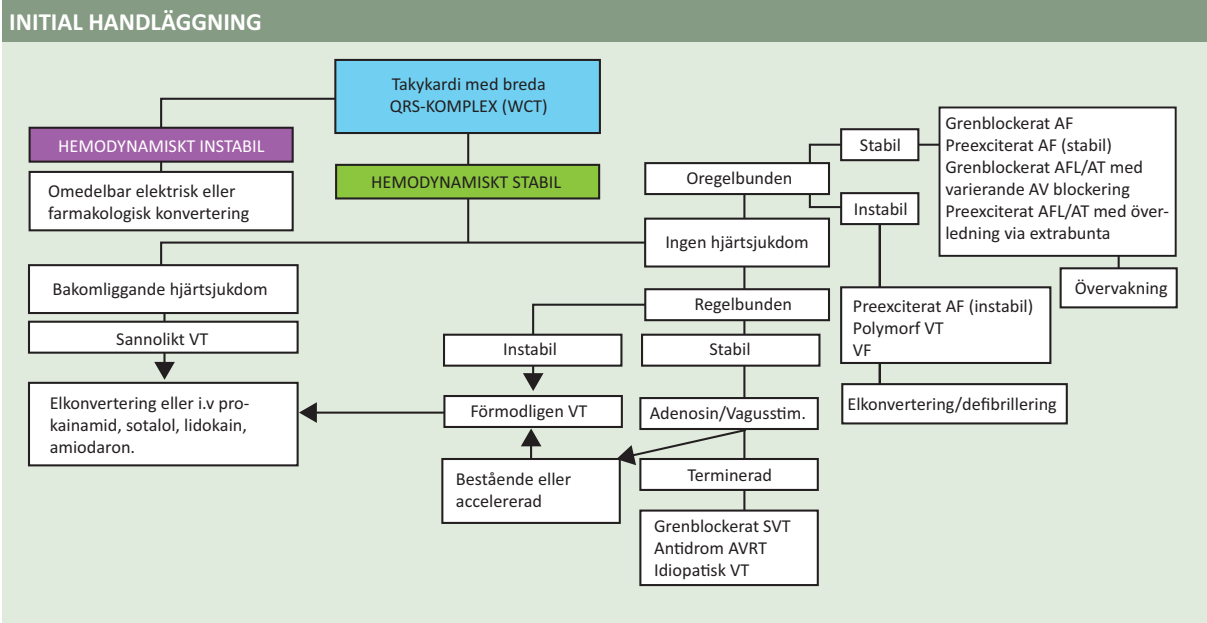 INITIAL HANDLÄGGNING
Takykardi med breda
QRS-KOMPLEX (WCT)
HEMODYNAMISKT INSTABIL
Omedelbar elektrisk eller
farmakologisk konvertering
HEMODYNAMISKT STABIL
Bakomliggande hjärtsjukdom
Sannolikt VT
Elkonvertering eller i.v pro-
kainamid, sotalol, lidokain,
amiodaron.
Oregelbunden
Ingen hjärtsjukdom
Regelbunden
Instabil
Förmodligen VT
Bestående eller
accelererad
Stabil
Adenosin/Vagusstim.
Terminerad
Grenblockerat SVT
Antidrom AVRT
Idiopatisk VT
Stabil
Grenblockerat AF
Preexciterat AF (stabil)
Grenblockerat AFL/AT med
varierande AV blockering
Preexciterat AFL/AT med över-
ledning via extrabunta
Övervakning
Instabil
Preexciterat AF (instabil)
Polymorf VT
VF
Elkonvertering/defibrillering